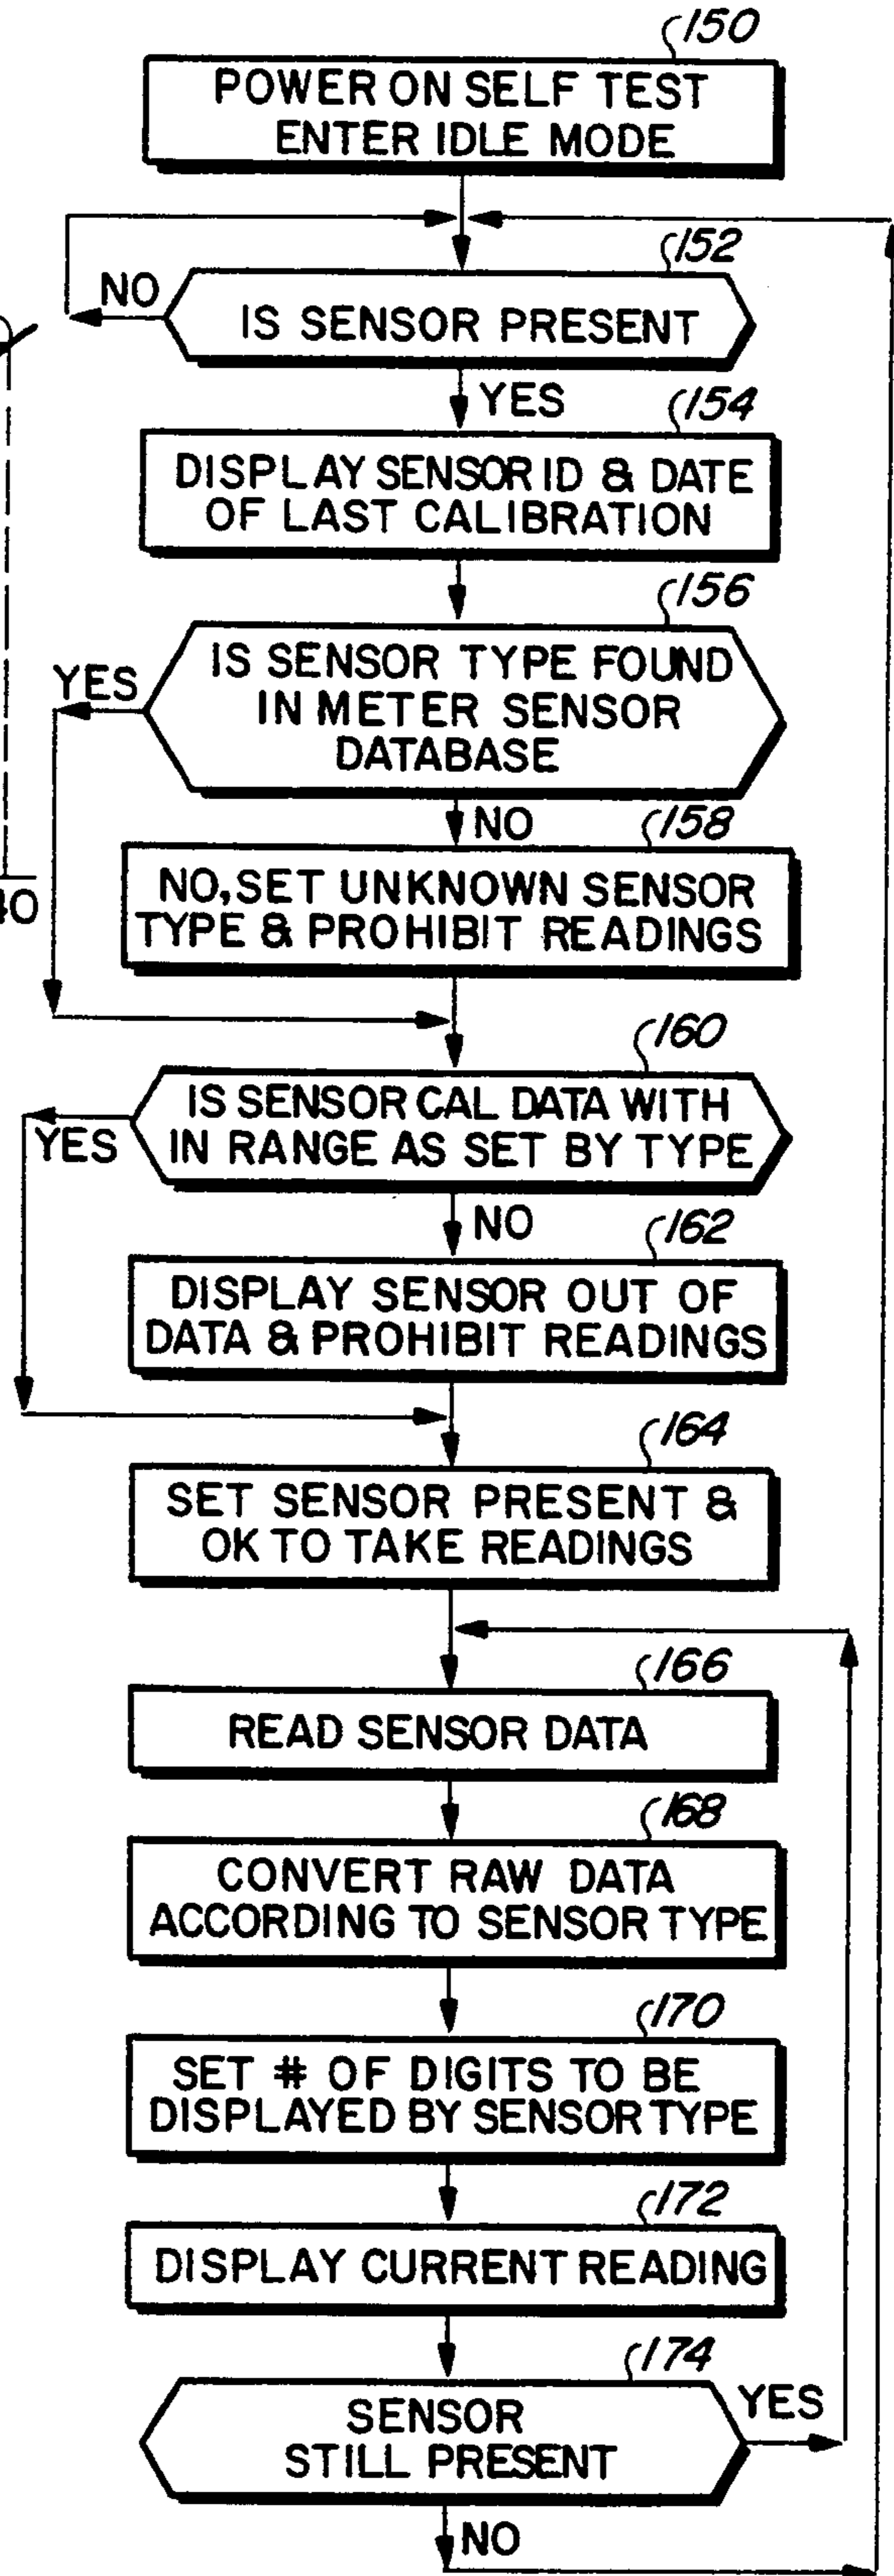 150
POWER ON SELF TEST
ENTER IDLE MODE
152
NO
IS SENSOR PRESENT
YES
154
DISPLAY SENSOR ID & DATE
OF LAST CALIBRATION
156
YES
IS SENSOR TYPE FOUND
IN METER SENSOR
DATABASE
NO
158
NO, SET UNKNOWN SENSOR
TYPE & PROHIBIT READINGS
40
160
YES
IS SENSOR CAL DATA WITH
IN RANGE AS SET BY TYPE
NO
162
DISPLAY SENSOR OUT OF
DATA & PROHIBIT READINGS
164
SET SENSOR PRESENT &
OK TO TAKE READINGS
166
READ SENSOR DATA
168
CONVERT RAW DATA
ACCORDING TO SENSOR TYPE
170
SET # OF DIGITS TO BE
DISPLAYED BY SENSOR TYPE
172
DISPLAY CURRENT READING
174
SENSOR
STILL PRESENT
YES
NO